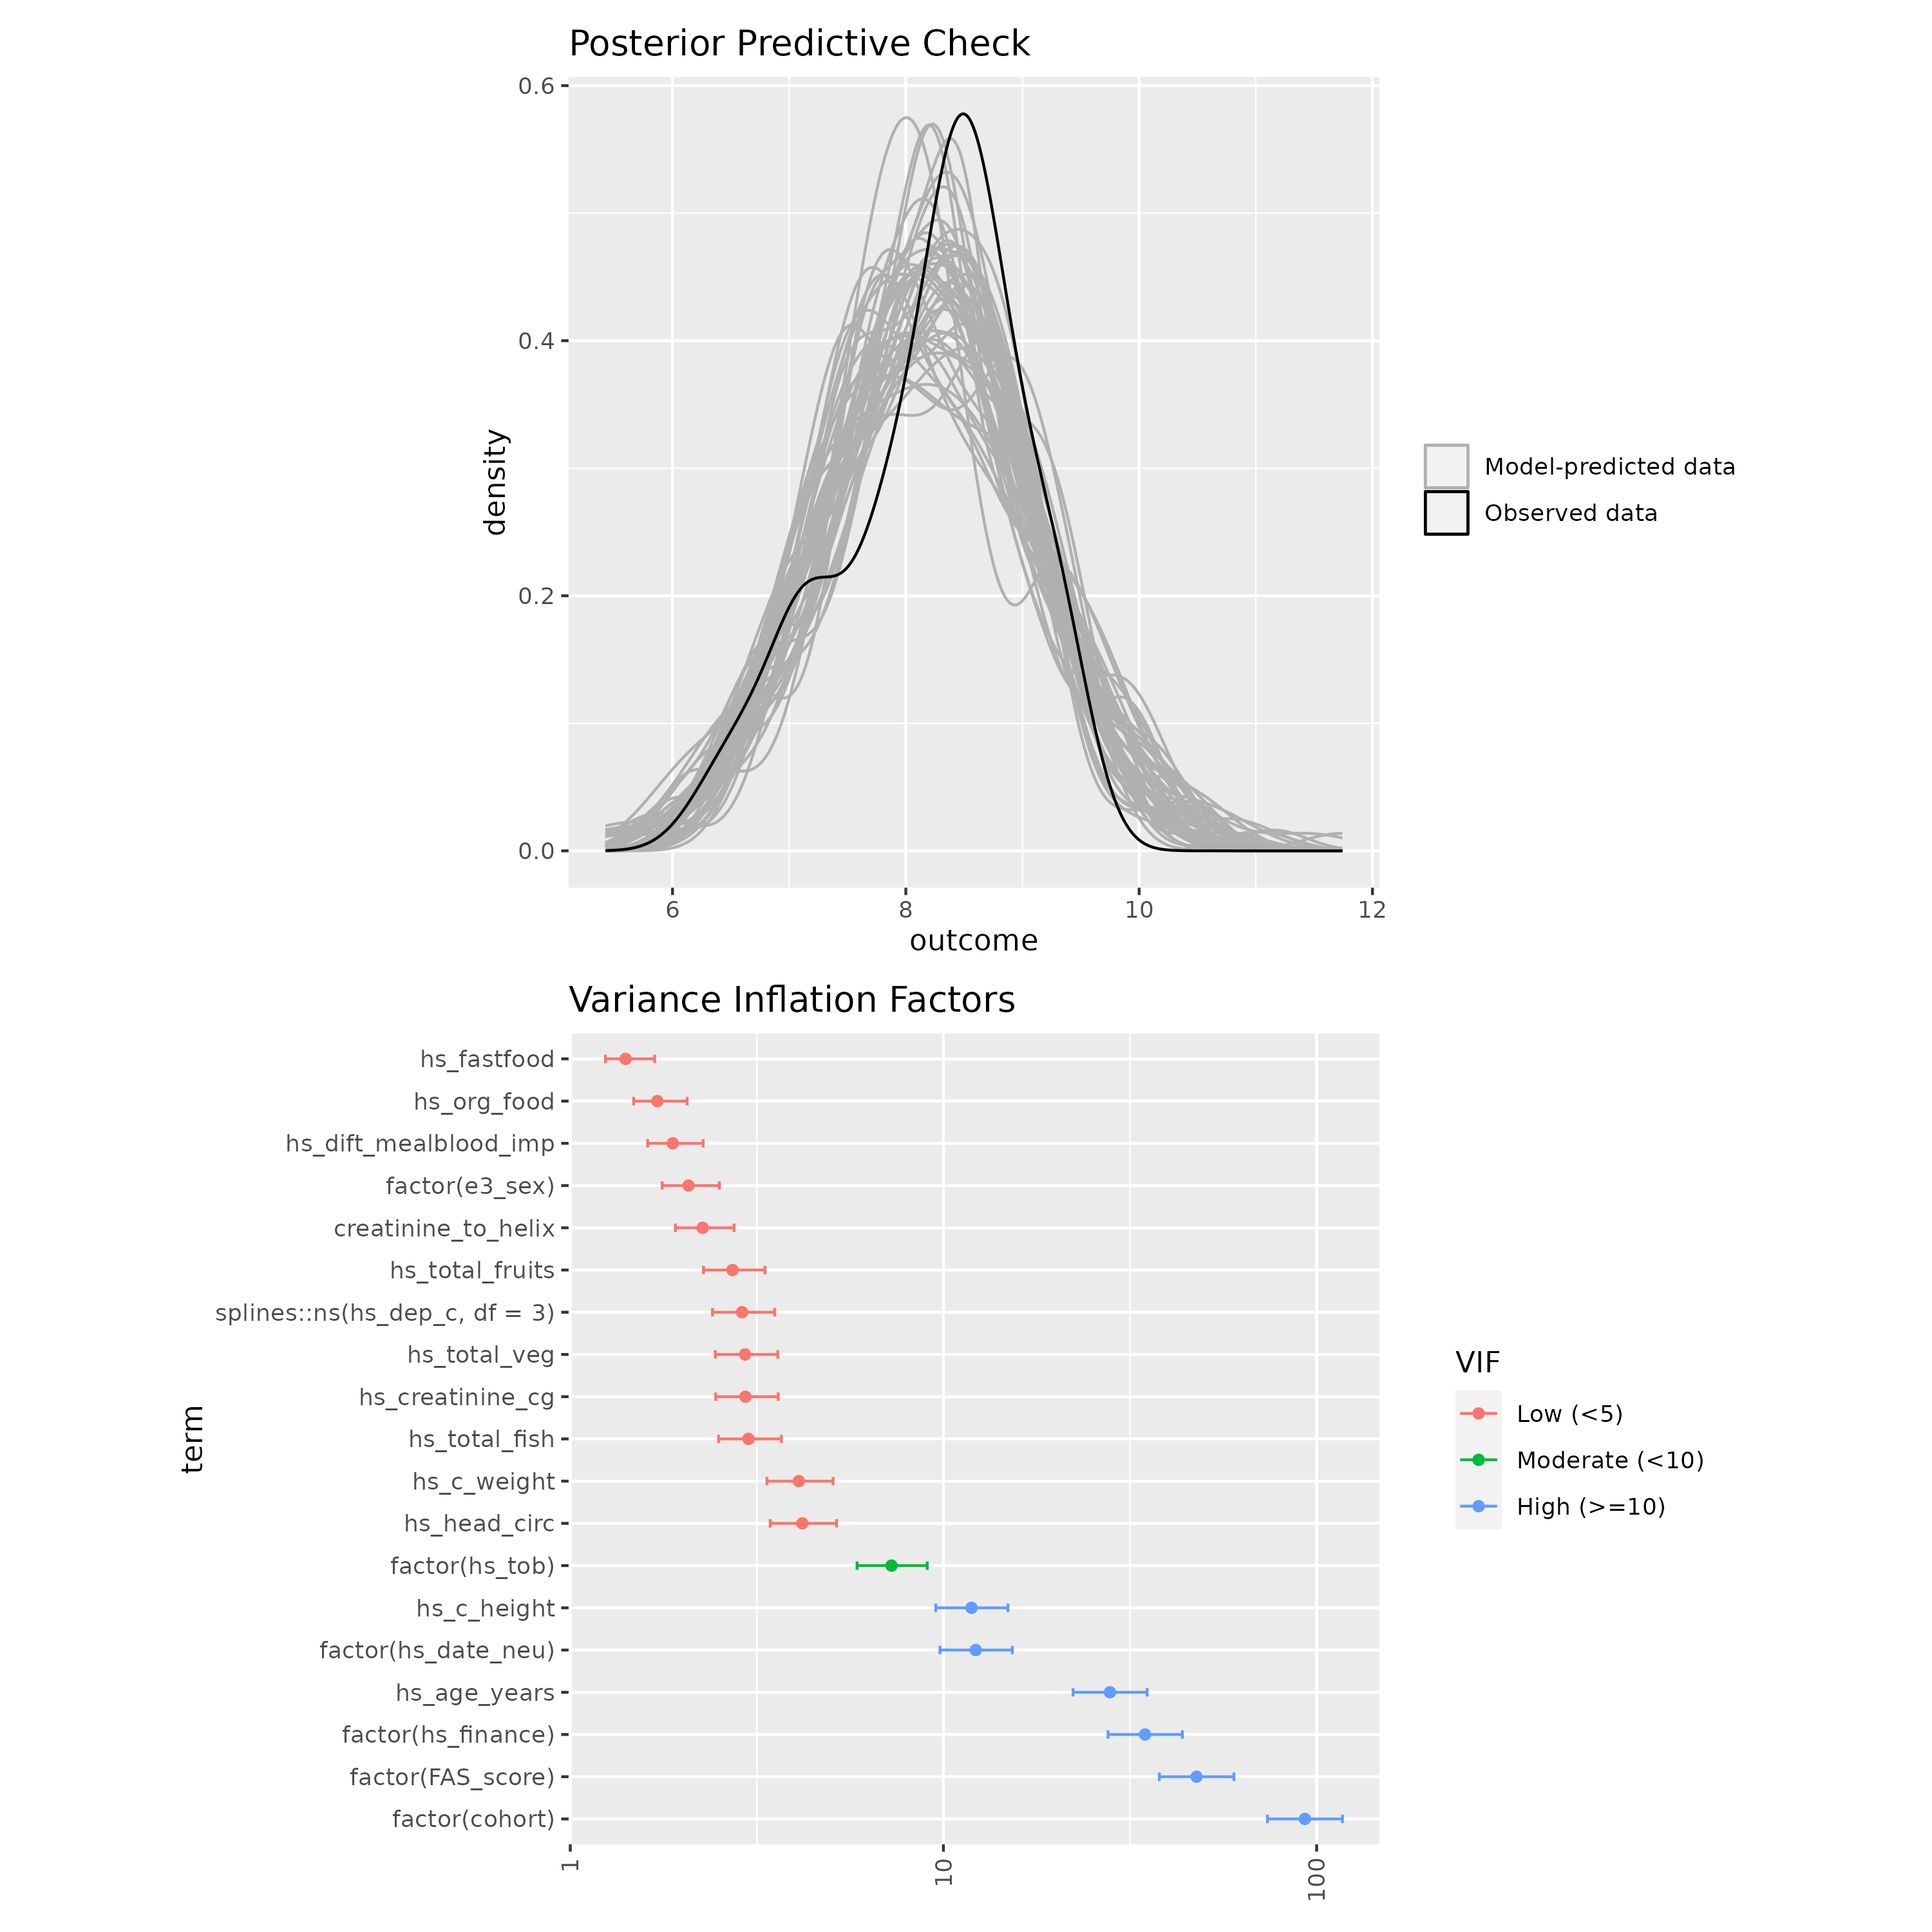 Posterior Predictive Check
0.6
0.4
0.2
0.0
density
6
8
10
12
outcome
Model-predicted data
Observed data
Variance Inflation Factors
hs_fastfood
hs_org_food
hs_dift_mealblood_imp
factor(e3_sex)
creatinine_to_helix
hs_total_fruits
splines::ns(hs_dep_c, df = 3)
hs_total_veg
hs_creatinine_cg
hs_total_fish
hs_c_weight
hs_head_circ
factor(hs_tob)
hs_c_height
factor(hs_date_neu)
hs_age_years
factor(hs_finance)
factor(FAS_score)
factor(cohort)
term
1
10
100
VIF
Low (<5)
Moderate (<10)
High (>=10)